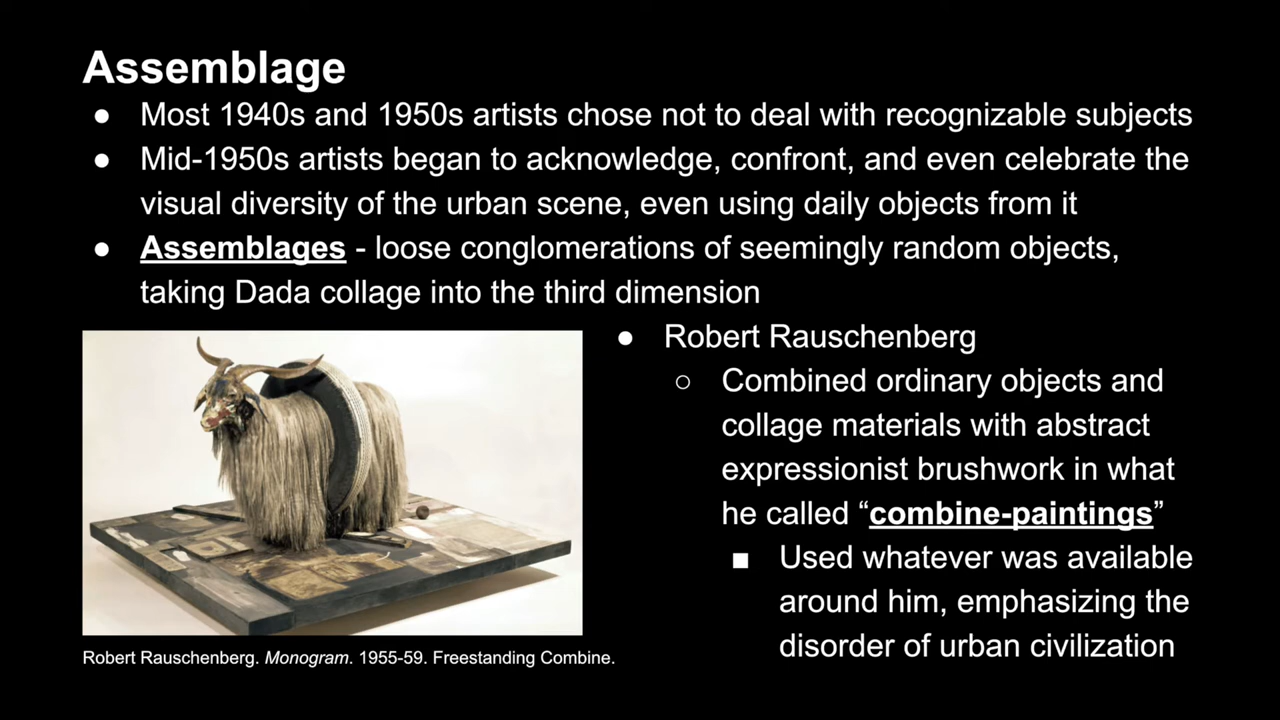 Assemblage
● Most 1940s and 1950s artists chose not to deal with recognizable subjects
● Mid-1950s artists began to acknowledge, confront, and even celebrate the
visual diversity of the urban scene, even using daily objects from it
● Assemblages - loose conglomerations of seemingly random objects,
taking Dada collage into the third dimension
● Robert Rauschenberg
○ Combined ordinary objects and
collage materials with abstract
expressionist brushwork in what
he called “combine-paintings”
■ Used whatever was available
around him, emphasizing the
disorder of urban civilization
Robert Rauschenberg. Monogram. 1955-59. Freestanding Combine.